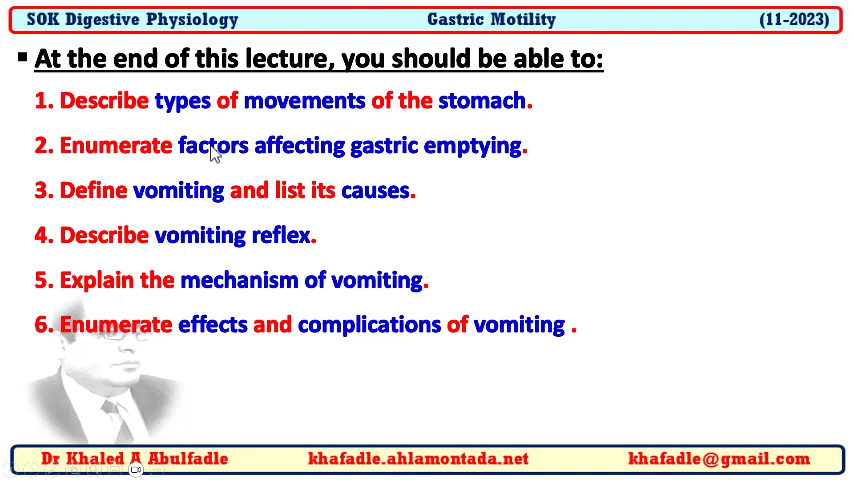 SOK Digestive Physiology Gastric Motility (11-2023)
▪ At the end of this lecture, you should be able to:
1. Describe types of movements of the stomach.
2. Enumerate factors affecting gastric emptying.
3. Define vomiting and list its causes.
4. Describe vomiting reflex.
5. Explain the mechanism of vomiting.
6. Enumerate effects and complications of vomiting .
Dr Khaled A Abulfadle khafadle.ahlamontada.net khafadle@gmail.com